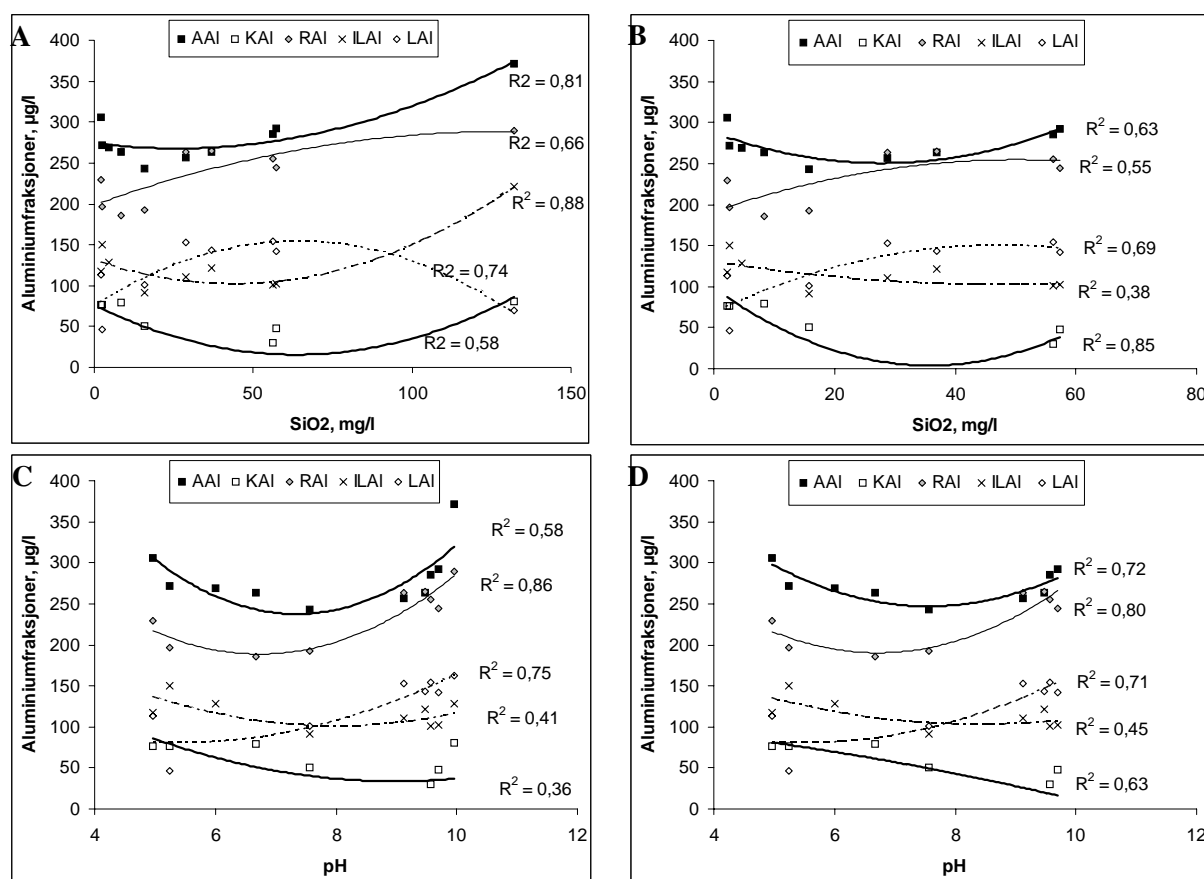 A
AAl KAl RAl ILAl LAl
Aluminiumfraksjoner, µg/l
400
350
300
250
200
150
100
50
0
R2 = 0,81
R2 = 0,66
R² = 0,88
R2 = 0,74
R2 = 0,58
0 50 100 150
SiO2, mg/l
B
AAl KAl RAl ILAl LAl
Aluminiumfraksjoner, µg/l
400
350
300
250
200
150
100
50
0
R² = 0,63
R² = 0,55
R² = 0,69
R² = 0,38
R² = 0,85
0 20 40 60 80
SiO2, mg/l
C
AAl KAl RAl ILAl LAl
Aluminiumfraksjoner, µg/l
400
350
300
250
200
150
100
50
0
R² = 0,58
R² = 0,86
R² = 0,75
R² = 0,41
R² = 0,36
4 6 8 10 12
pH
D
AAl KAl RAl ILAl LAl
Aluminiumfraksjoner, µg/l
400
350
300
250
200
150
100
50
0
R² = 0,72
R² = 0,80
R² = 0,71
R² = 0,45
R² = 0,63
4 6 8 10 12
pH